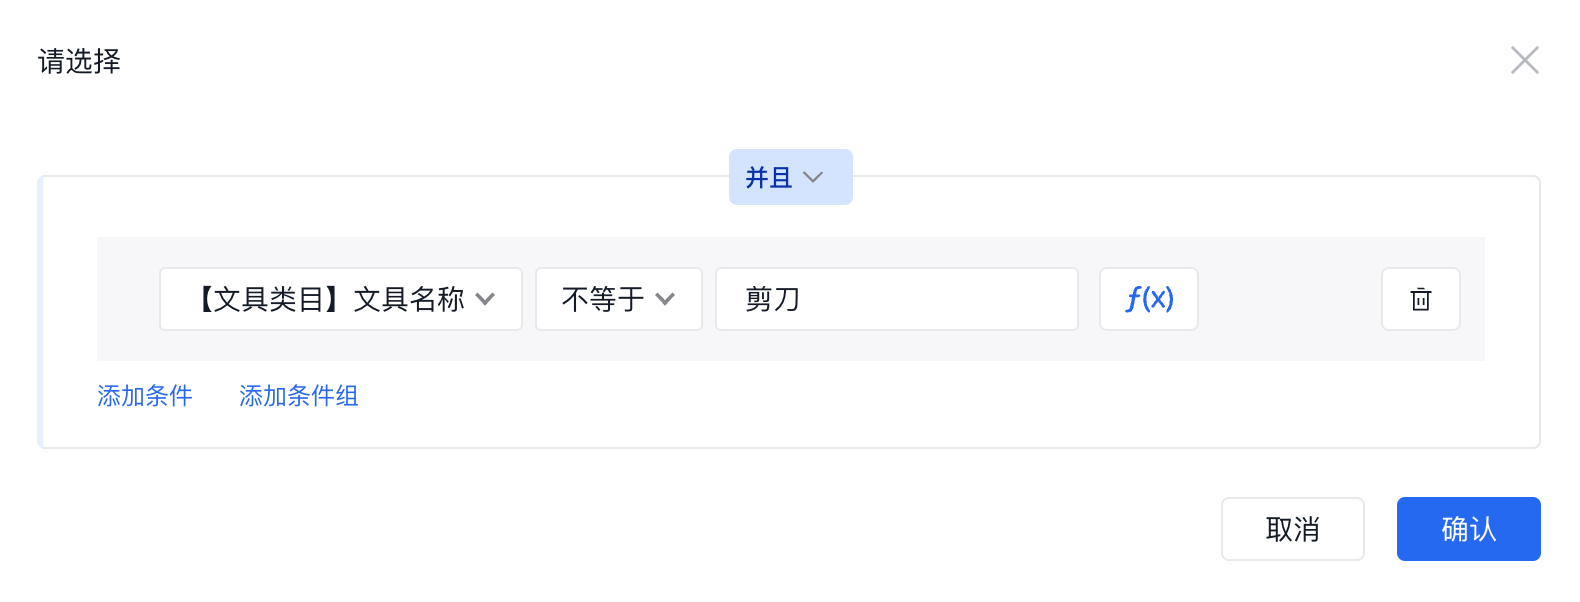 请选择
并且
【文具类目】文具名称 不等于 剪刀 f(x)
添加条件 添加条件组
取消 确认